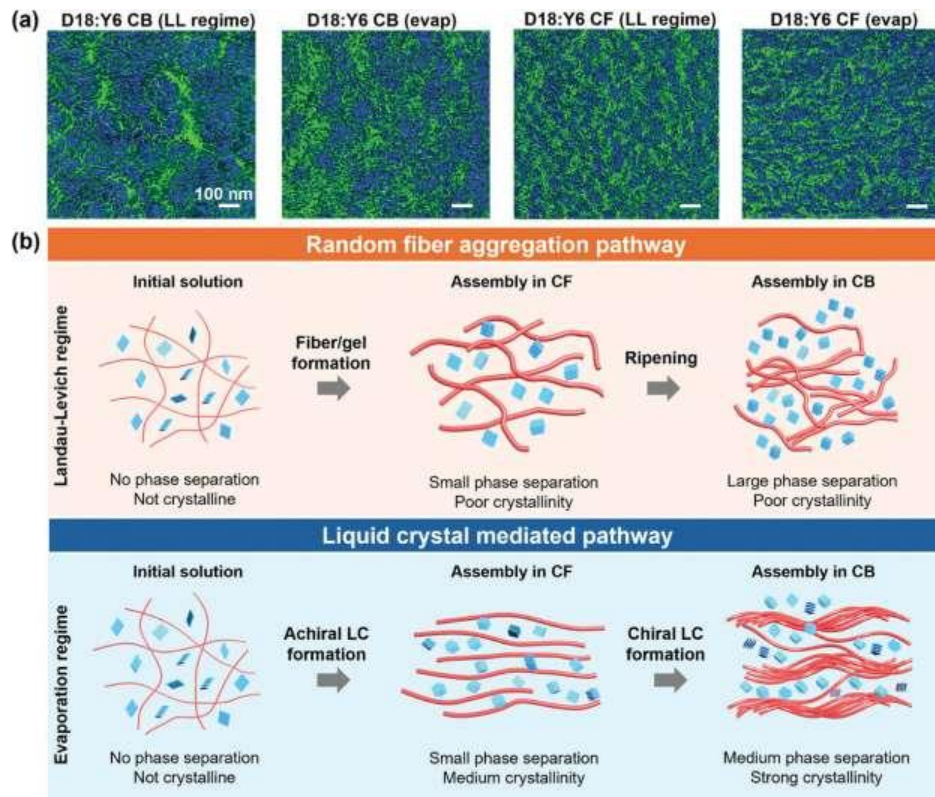 (a)
D18:Y6 CB (LL regime)
D18:Y6 CB (evap)
D18:Y6 CF (LL regime)
D18:Y6 CF (evap)
100 nm
(b)
Random fiber aggregation pathway
Landau-Levich regime
Initial solution
Assembly in CF
Assembly in CB
Fiber/gel
formation
Ripening
No phase separation
Not crystalline
Small phase separation
Poor crystallinity
Large phase separation
Poor crystallinity
Liquid crystal mediated pathway
Evaporation regime
Initial solution
Assembly in CF
Assembly in CB
Achiral LC
formation
Chiral LC
formation
No phase separation
Not crystalline
Small phase separation
Medium crystallinity
Medium phase separation
Strong crystallinity